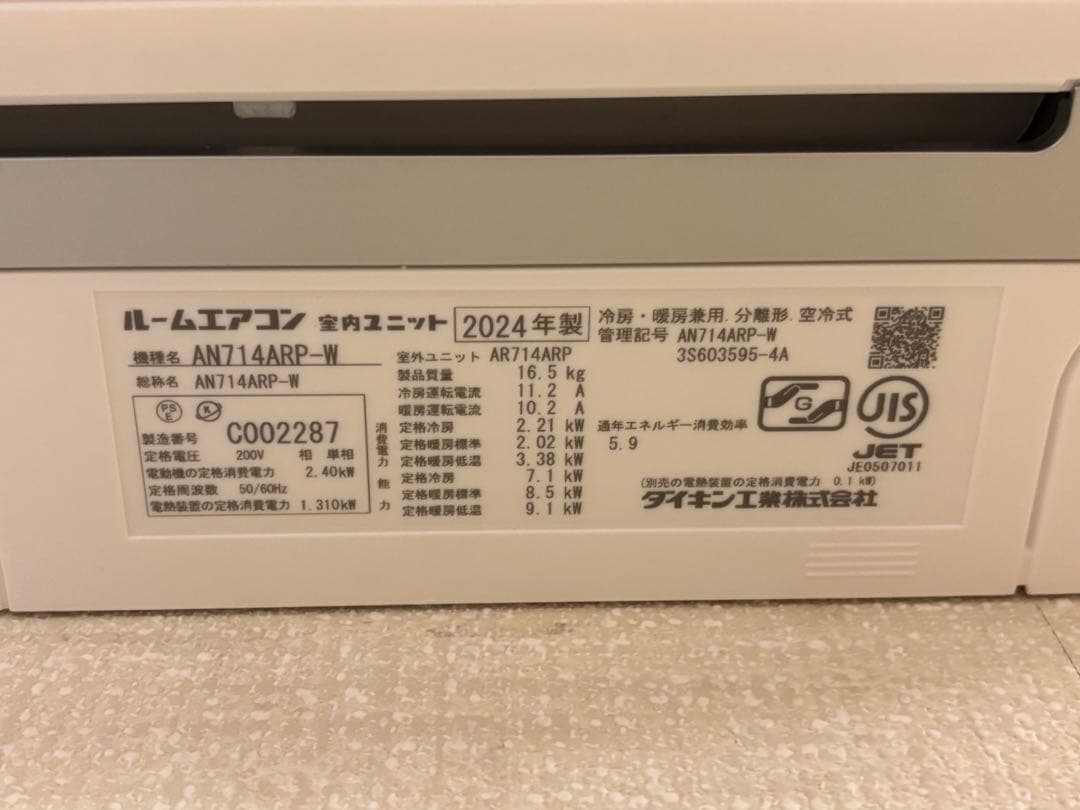 ルームエアコン 室内ユニット 2024年製
機種名 AN714ARP-W
総称名 AN714ARP-W
PS E K
製造番号 C002287
定格電圧 200V 相 単相
電動機の定格消費電力 2.40kW
定格周波数 50/60Hz
電熱装置の定格消費電力 1.310kW
室外ユニット AR714ARP
製品質量 16.5 kg
冷房運転電流 11.2 A
暖房運転電流 10.2 A
消費電力
定格冷房 2.21 kW
定格暖房標準 2.02 kW
定格暖房低温 3.38 kW
能力
定格冷房 7.1 kW
定格暖房標準 8.5 kW
定格暖房低温 9.1 kW
冷房・暖房兼用.分離形.空冷式
管理記号 AN714ARP-W
3S603595-4A
通年エネルギー消費効率
5.9
G JIS
JET
JE0507011
(別売の電熱装置の定格消費電力 0.1 kW)
ダイキン工業株式会社